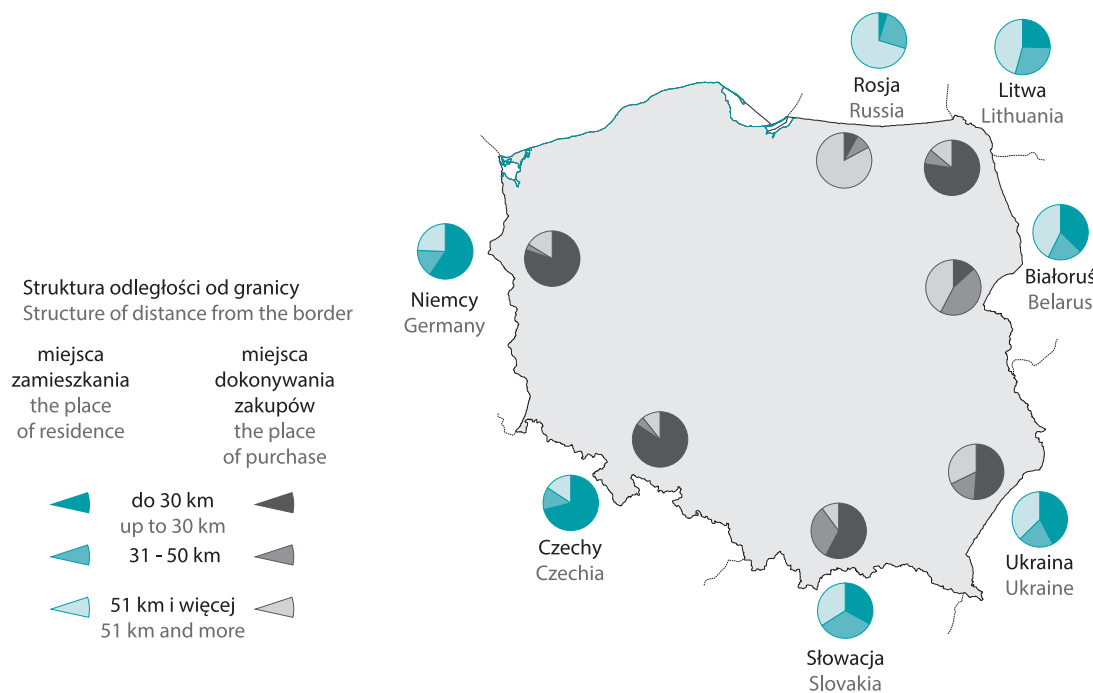 Rosja
Russia
Litwa
Lithuania
Białoruś
Belarus
Niemcy
Germany
Struktura odległości od granicy
Structure of distance from the border
miejsca
zamieszkania
the place
of residence
miejsca
dokonywania
zakupów
the place
of purchase
do 30 km
up to 30 km
31 - 50 km
51 km i więcej
51 km and more
Czechy
Czechia
Ukraina
Ukraine
Słowacja
Slovakia